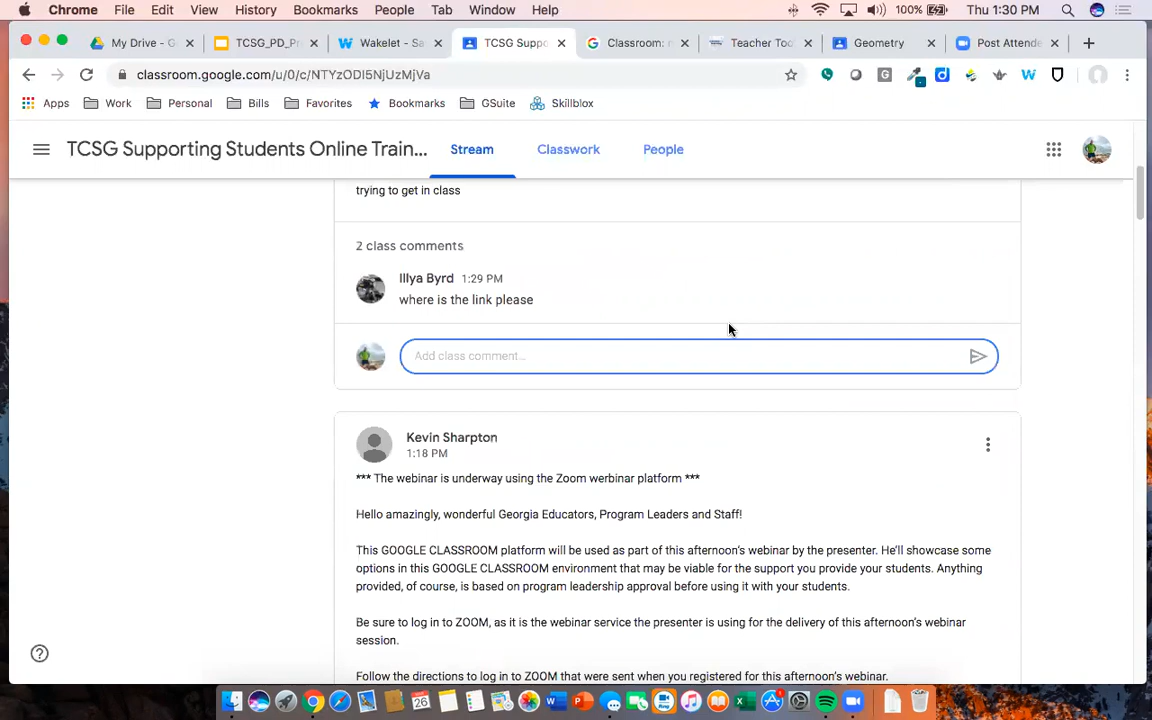 Chrome File Edit View History Bookmarks People Tab Window Help 100% Thu 1:30 PM
My Drive - G TCSG_PD_Pr Wakelet - Sa TCSG Suppo Classroom: r Teacher Too Geometry Post Attende
classroom.google.com/u/0/c/NTYzODI5NjUzMjVa
Apps Work Personal Bills Favorites Bookmarks GSuite Skillblox
TCSG Supporting Students Online Train... Stream Classwork People
trying to get in class
2 class comments
Illya Byrd 1:29 PM
where is the link please
Add class comment...
Kevin Sharpton
1:18 PM
*** The webinar is underway using the Zoom werbinar platform ***
Hello amazingly, wonderful Georgia Educators, Program Leaders and Staff!
This GOOGLE CLASSROOM platform will be used as part of this afternoon's webinar by the presenter. He'll showcase some
options in this GOOGLE CLASSROOM environment that may be viable for the support you provide your students. Anything
provided, of course, is based on program leadership approval before using it with your students.
Be sure to log in to ZOOM, as it is the webinar service the presenter is using for the delivery of this afternoon's webinar
session.
Follow the directions to log in to ZOOM that were sent when you registered for this afternoon's webinar.
26